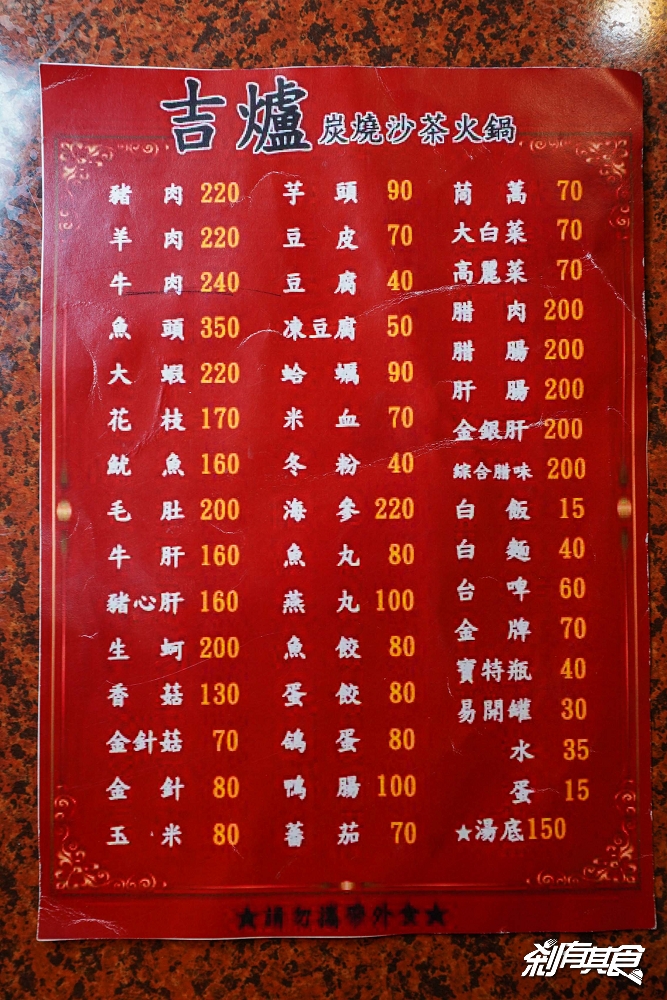 吉爐 炭燒沙茶火鍋
豬肉 220
羊肉 220
牛肉 240
魚頭 350
大蝦 220
花枝 170
魷魚 160
毛肚 200
牛肝 160
豬心肝 160
生蚵 200
香菇 130
金針菇 70
金針 80
玉米 80
芋頭 90
豆皮 70
豆腐 40
凍豆腐 50
蛤蠣 90
米血 70
冬粉 40
海參 220
魚丸 80
燕丸 100
魚餃 80
蛋餃 80
鴿蛋 80
鴨腸 100
蕃茄 70
茼萬 70
大白菜 70
高麗菜 70
腊肉 200
腊腸 200
肝腸 200
金銀肝 200
綜合腊味 200
白飯 15
白麵 40
台啤 60
金牌 70
寶特瓶 40
易開罐 30
水 35
蛋 15
★湯底 150
★請勿攜帶外食★
剎有其食